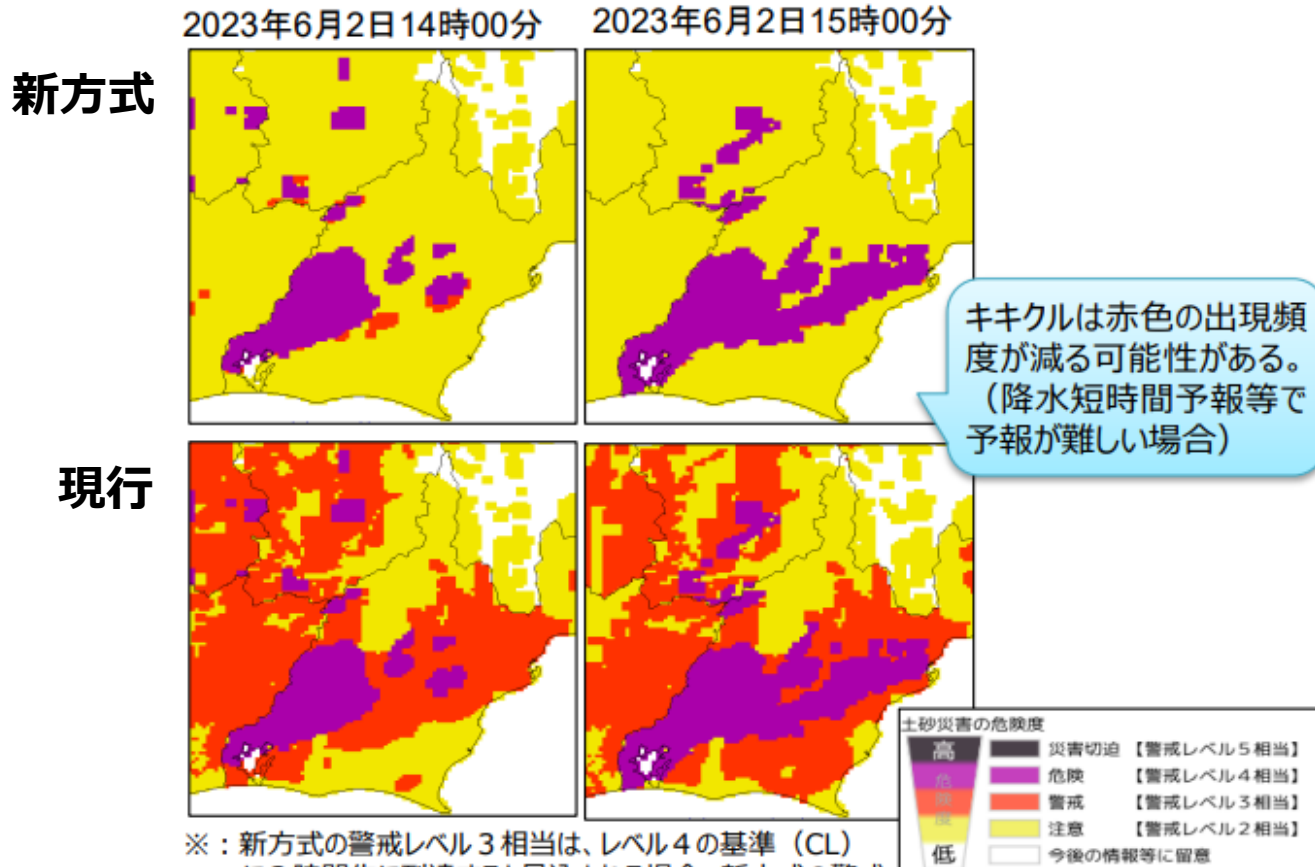 2023年6月2日14時00分
2023年6月2日15時00分
新方式
キキクルは赤色の出現頻
度が減る可能性がある。
（降水短時間予報等で
予報が難しい場合）
現行
土砂災害の危険度
高
危険度
低
災害切迫 【警戒レベル５相当】
危険 【警戒レベル４相当】
警戒 【警戒レベル３相当】
注意 【警戒レベル２相当】
今後の情報等に留意
※：新方式の警戒レベル３相当は、レベル４の基準（CL）